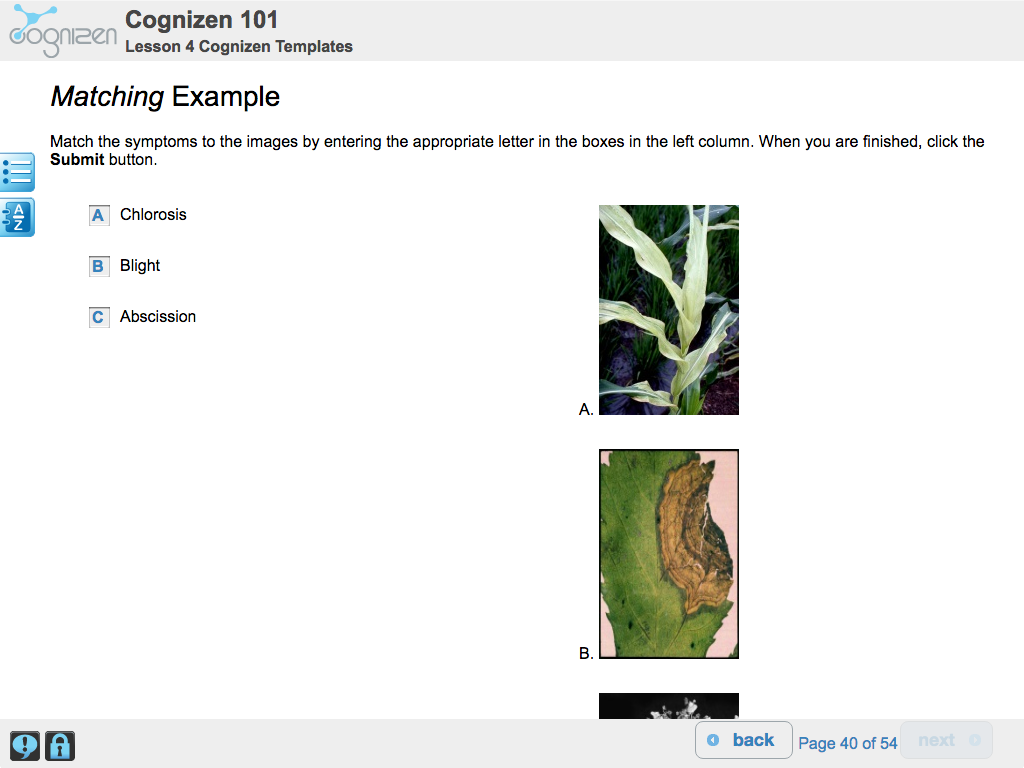 cognizen
Cognizen 101
Lesson 4 Cognizen Templates
Matching Example
Match the symptoms to the images by entering the appropriate letter in the boxes in the left column. When you are finished, click the
Submit button.
A
Z
A Chlorosis
B Blight
C Abscission
A.
B.
back Page 40 of 54 next